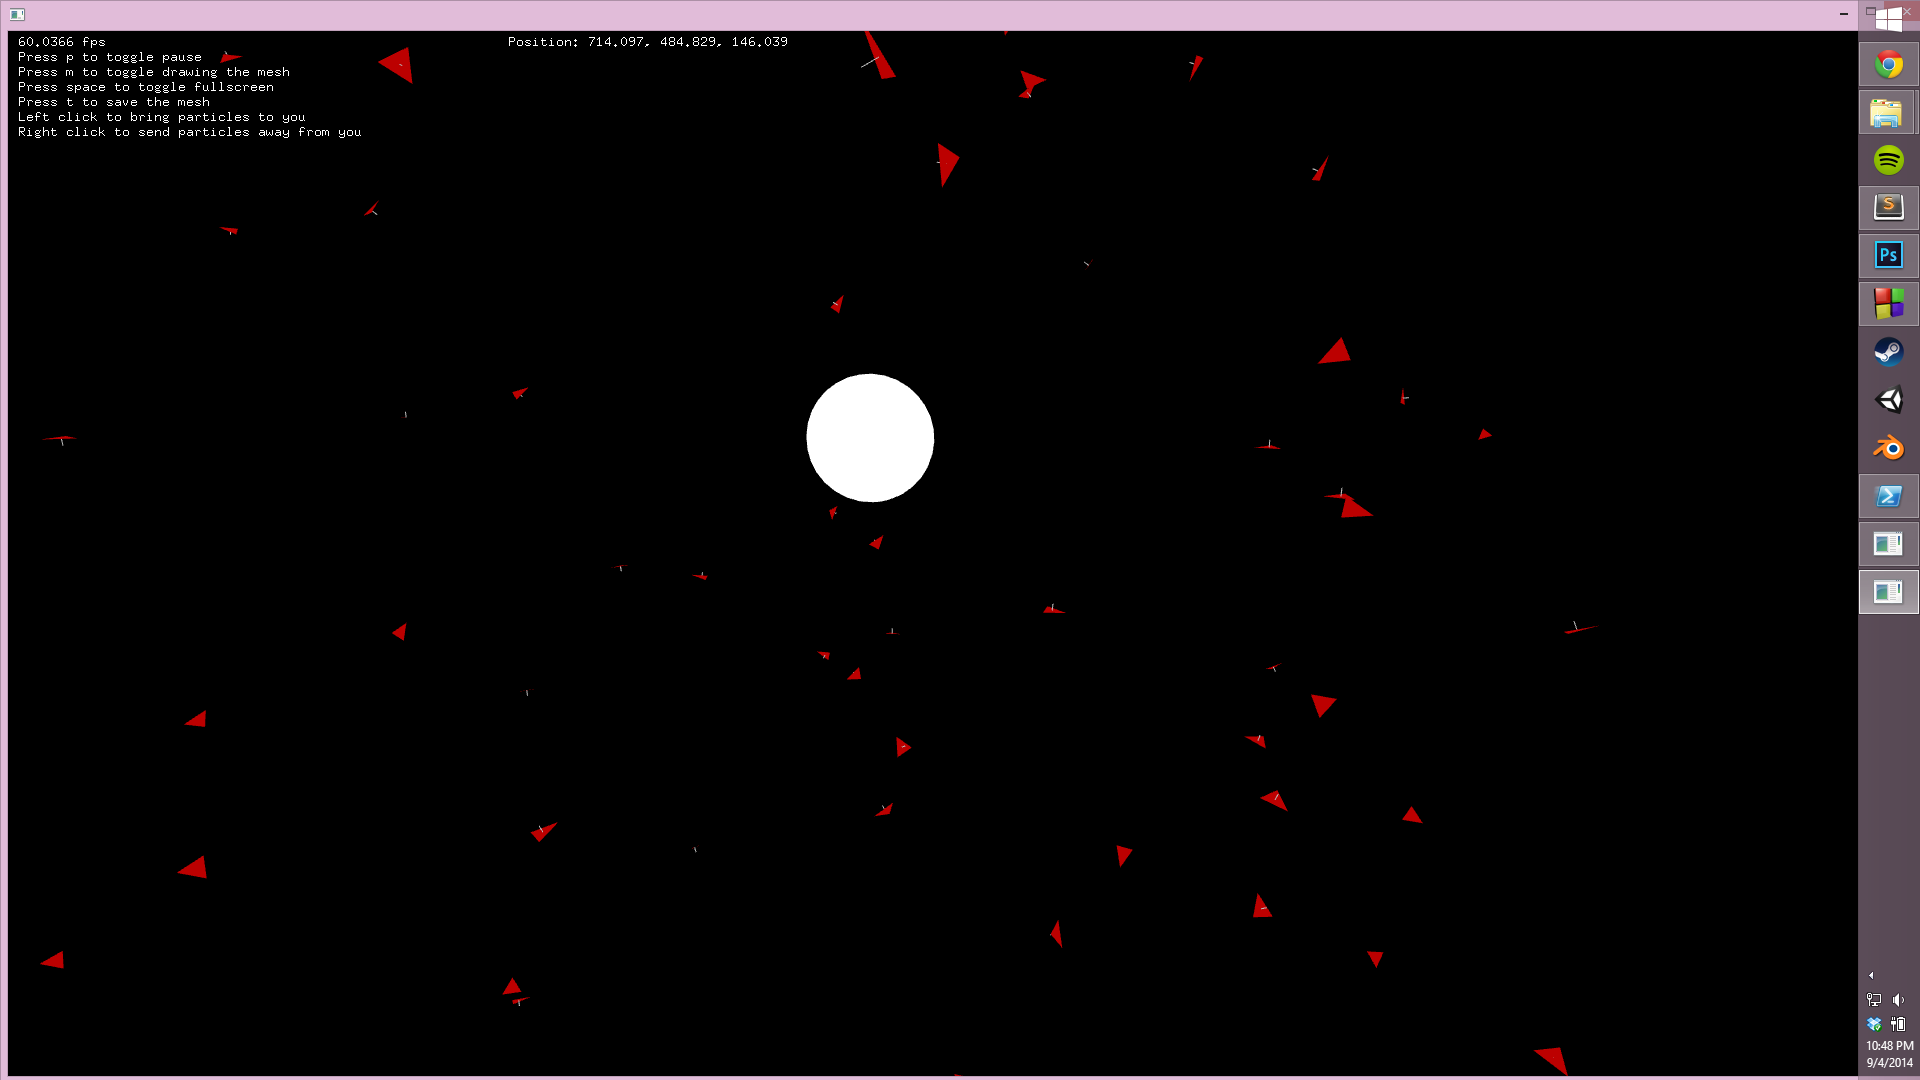 60.0366 fps
Position: 714.097, 484.829, 146.039
Press p to toggle pause
Press m to toggle drawing the mesh
Press space to toggle fullscreen
Press t to save the mesh
Left click to bring particles to you
Right click to send particles away from you
S
Ps
10:48 PM
9/4/2014